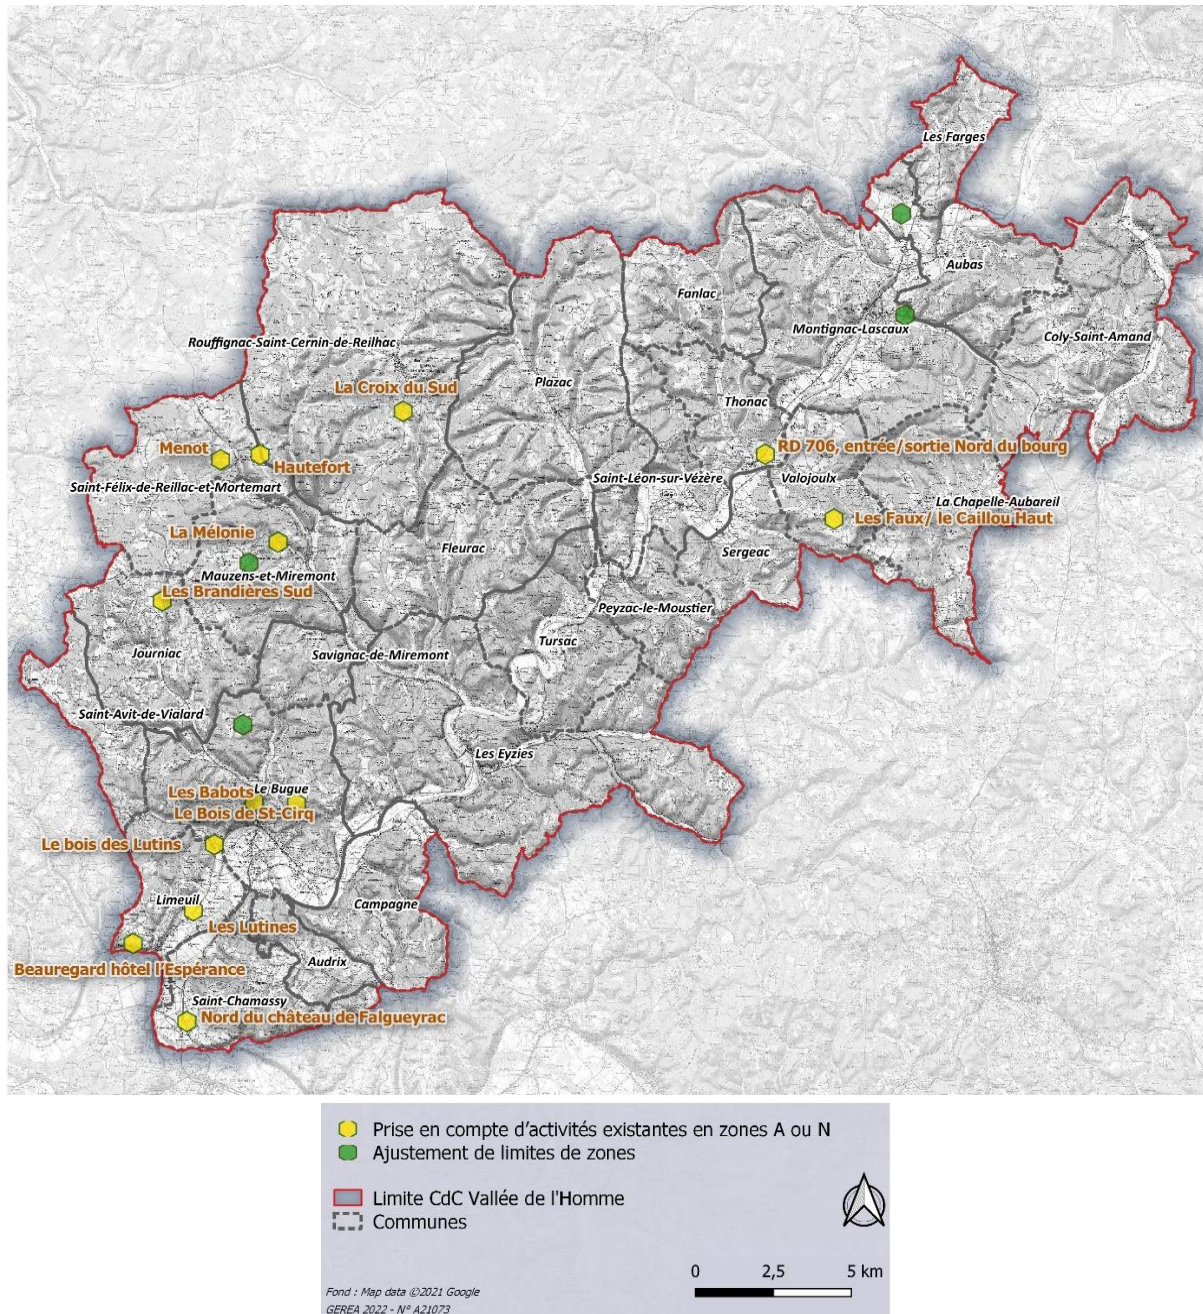 Les Farges
Aubas
Fanlac
Montignac-Lascaux
Coly-Saint-Amand
Rouffignac-Saint-Cernin-de-Reilhac
Plazac
La Croix du Sud
Thonac
Menot
Hautefort
RD 706, entrée/sortie Nord du bourg
Saint-Félix-de-Reillac-et-Mortemart
Saint-Léon-sur-Vézère
Valojoulx
La Chapelle-Aubareil
Les Faux/ le Caillou Haut
La Mélonie
Fleurac
Sergeac
Mauzens-et-Miremont
Les Brandières Sud
Peyzac-le-Moustier
Tursac
Journiac
Savignac-de-Miremont
Saint-Avit-de-Vialard
Les Eyzies
Les Babots
Le Bugue
Le Bois de St-Cirq
Le bois des Lutins
Limeuil
Campagne
Les Lutines
Audrix
Beauregard hôtel l'Espérance
Saint-Chamassy
Nord du château de Falgueyrac
Prise en compte d'activités existantes en zones A ou N
Ajustement de limites de zones
Limite CdC Vallée de l'Homme
Communes
0 2,5 5 km
Fond : Map data ©2021 Google
GEREA 2022 - N° A21073